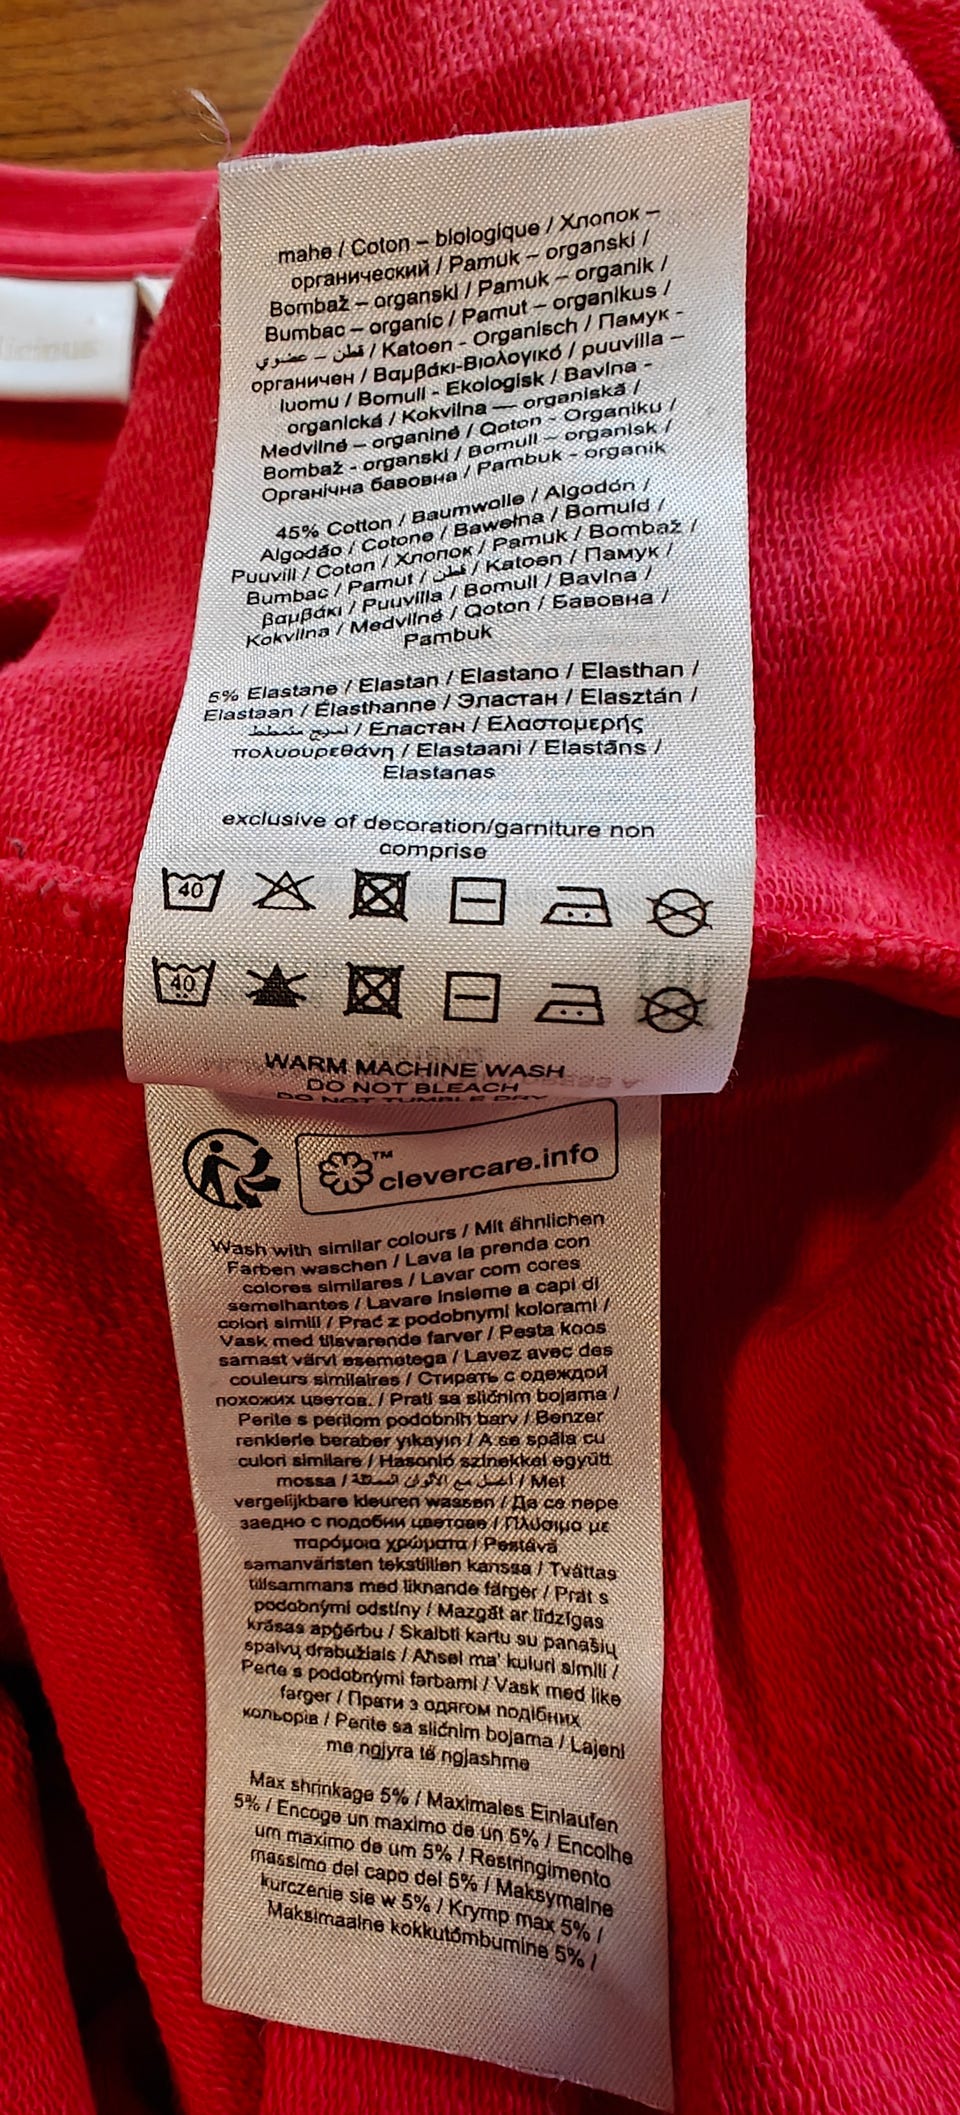 mahe / Coton – biologique / Хлопок –
органический / Pamuk – organski /
Bombaž – organski / Pamuk – organik /
Bumbac – organic / Pamut – organikus /
قطن – عضوي / Katoen - Organisch / Памук -
органичен / Βαμβάκι-Βιολογικό / puuvilla –
luomu / Bomull - Ekologisk / Bavlna -
organická / Kokvilna — organiskā /
Medvilnė – organinė / Qoton - Organiku /
Bombaž - organski / Bomull – organisk /
Органічна бавовна / Pambuk - organik
45% Cotton / Baumwolle / Algodón /
Algodão / Cotone / Bawełna / Bomuld /
Puuvill / Coton / Хлопок / Pamuk / Bombaž /
Bumbac / Pamut / قطن / Katoen / Памук /
βαμβάκι / Puuvilla / Bomull / Bavlna /
Kokvilna / Medvilnė / Qoton / Бавовна /
Pambuk
5% Elastane / Elastan / Elastano / Elasthan /
Elastaan / Élasthanne / Эластан / Elasztán /
/ Еластан / Ελαστομερής
πολυουρεθάνη / Elastaani / Elastāns /
Elastanas
exclusive of decoration/garniture non
comprise
40
40
WARM MACHINE WASH
DO NOT BLEACH
DO NOT TUMBLE DRY
™
clevercare.info
Wash with similar colours / Mit ähnlichen
Farben waschen / Lava la prenda con
colores similares / Lavar com cores
semelhantes / Lavare insieme a capi di
colori simili / Prać z podobnymi kolorami /
Vask med tilsvarende farver / Pesta koos
samast värvi esemetega / Lavez avec des
couleurs similaires / Стирать с одеждой
похожих цветов. / Prati sa sličnim bojama /
Perite s perilom podobnih barv / Benzer
renklerle beraber yıkayın / A se spăla cu
culori similare / Hasonló színekkel együtt
mossa / اغسل مع الألوان / Met
vergelijkbare kleuren wassen / Да се пере
заедно с подобни цветове / Πλύσιμο με
παρόμοια χρώματα / Pestävä
samanväristen tekstiilien kanssa / Tvättas
tillsammans med liknande färger / Prát s
podobnými odstíny / Mazgāt ar līdzīgas
krāsas apģērbu / Skalbti kartu su panašių
spalvų drabužiais / Ahsel ma' kuluri simili /
Perte s podobnými farbami / Vask med like
farger / Прати з одягом подібних
кольорів / Perite sa sličnim bojama / Lajeni
me ngjyra të ngjashme
Max shrinkage 5% / Maximales Einlaufen
5% / Encoge un maximo de un 5% / Encolhe
um maximo de um 5% / Restringimento
massimo del capo del 5% / Maksymalne
kurczenie sie w 5% / Krymp max 5% /
Maksimaalne kokkutõmbumine 5% /